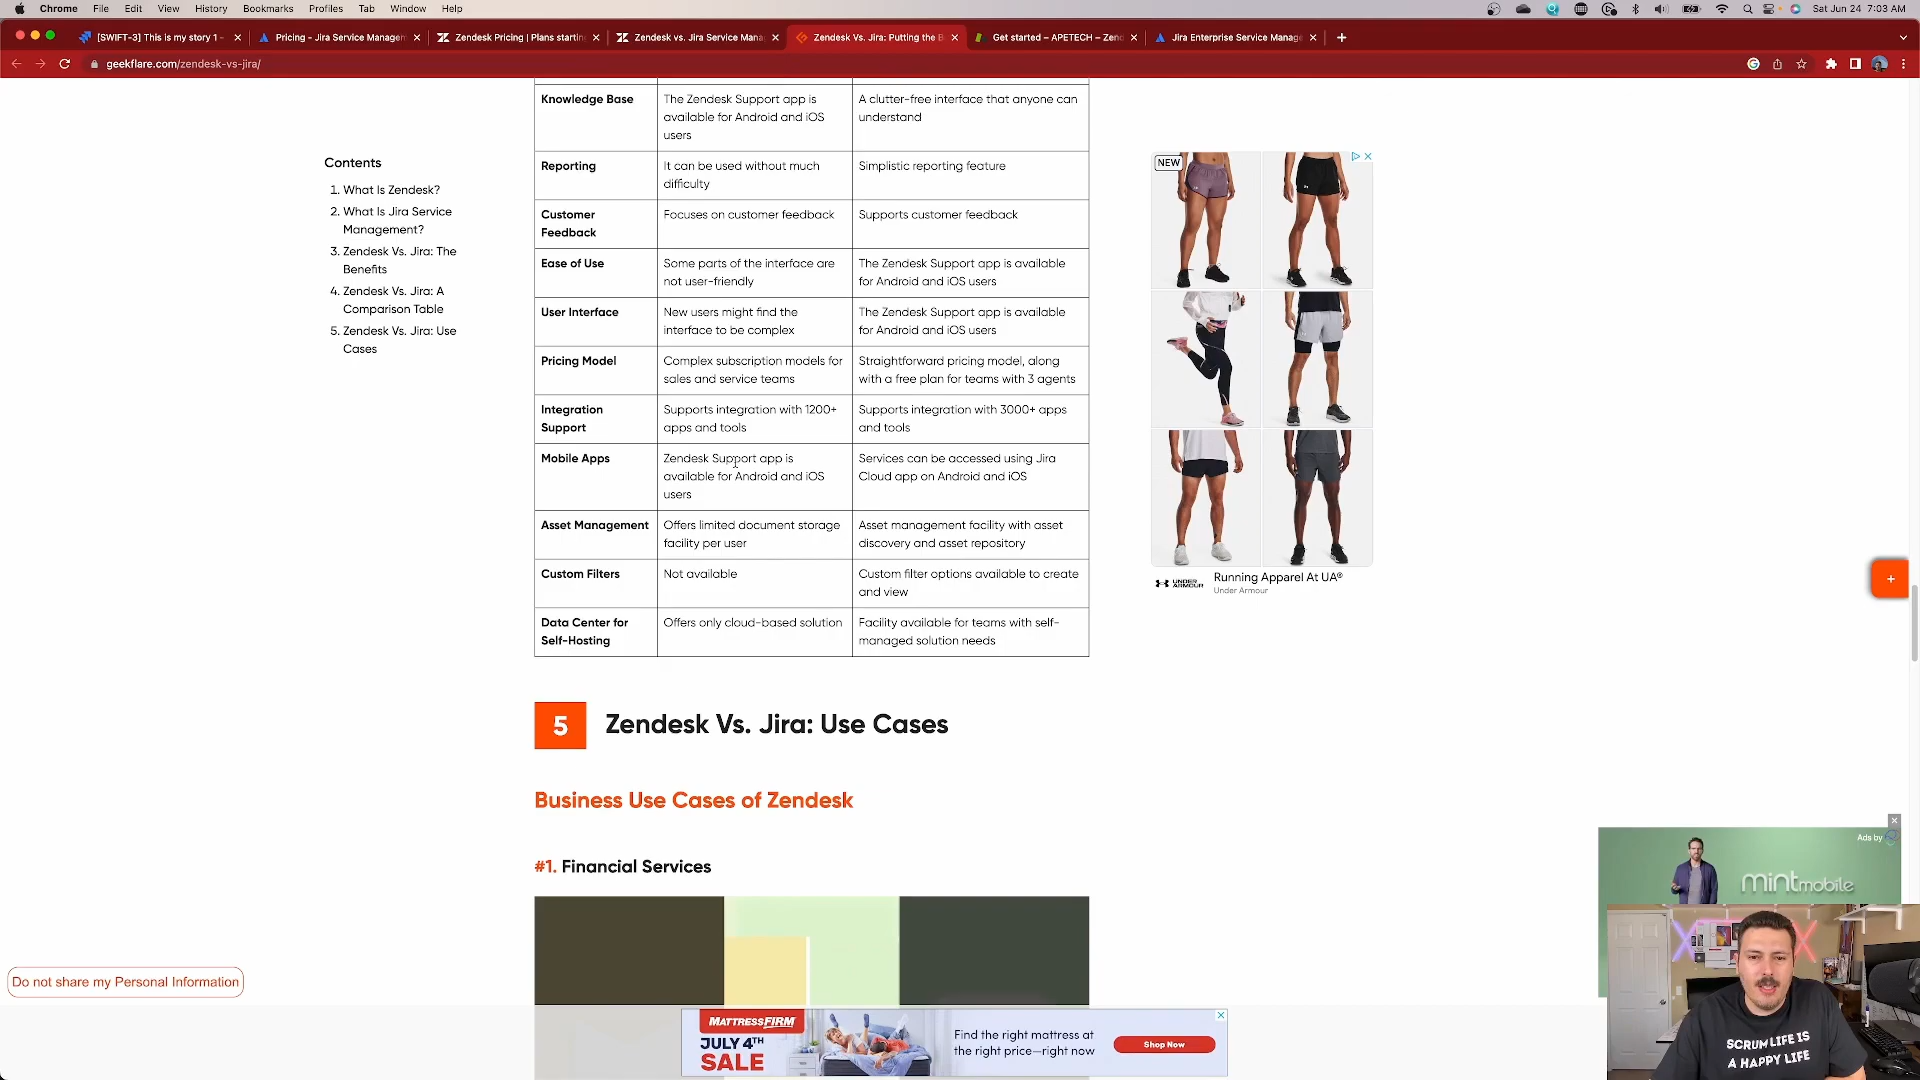 Chrome File Edit View History Bookmarks Profiles Tab Window Help
Sat Jun 24 7:03 AM
[SWIFT-3] This is my story 1 -
Pricing - Jira Service Managem
Zendesk Pricing | Plans startin
Zendesk vs. Jira Service Mana
Zendesk Vs. Jira: Putting the B
Get started – APETECH – Zend
Jira Enterprise Service Manage
geekflare.com/zendesk-vs-jira/
Contents
1. What Is Zendesk?
2. What Is Jira Service
Management?
3. Zendesk Vs. Jira: The
Benefits
4. Zendesk Vs. Jira: A
Comparison Table
5. Zendesk Vs. Jira: Use
Cases
Knowledge Base
The Zendesk Support app is
available for Android and iOS
users
A clutter-free interface that anyone can
understand
Reporting
It can be used without much
difficulty
Simplistic reporting feature
Customer
Feedback
Focuses on customer feedback
Supports customer feedback
Ease of Use
Some parts of the interface are
not user-friendly
The Zendesk Support app is available
for Android and iOS users
User Interface
New users might find the
interface to be complex
The Zendesk Support app is available
for Android and iOS users
Pricing Model
Complex subscription models for
sales and service teams
Straightforward pricing model, along
with a free plan for teams with 3 agents
Integration
Support
Supports integration with 1200+
apps and tools
Supports integration with 3000+ apps
and tools
Mobile Apps
Zendesk Support app is
available for Android and iOS
users
Services can be accessed using Jira
Cloud app on Android and iOS
Asset Management
Offers limited document storage
facility per user
Asset management facility with asset
discovery and asset repository
Custom Filters
Not available
Custom filter options available to create
and view
Data Center for
Self-Hosting
Offers only cloud-based solution
Facility available for teams with self-
managed solution needs
5 Zendesk Vs. Jira: Use Cases
Business Use Cases of Zendesk
#1. Financial Services
NEW
UNDER
ARMOUR
Running Apparel At UA®
Under Armour
+
Ads by
mint mobile
Do not share my Personal Information
MATTRESSFIRM
JULY 4TH
SALE
Find the right mattress at
the right price—right now
Shop Now
SCRUM LIFE IS
A HAPPY LIFE